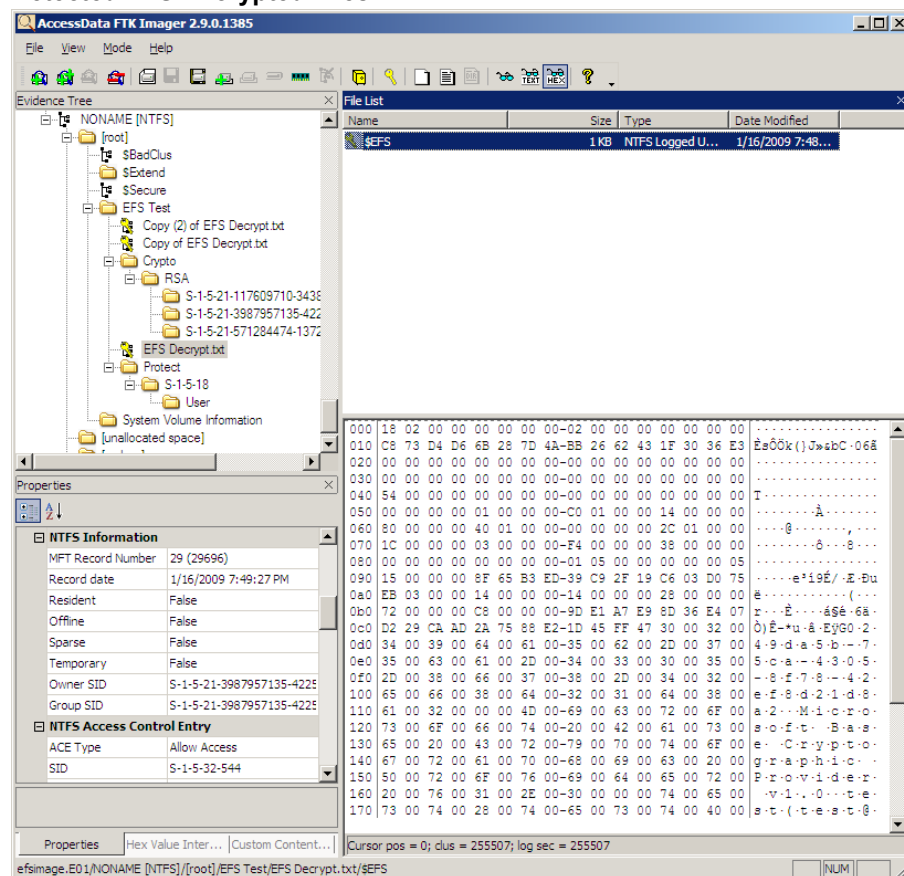 AccessData FTK Imager 2.9.0.1385
File View Mode Help
Evidence Tree
NONAME [NTFS]
[root]
$BadClus
$Extend
$Secure
EFS Test
Copy (2) of EFS Decrypt.txt
Copy of EFS Decrypt.txt
Crypto
RSA
S-1-5-21-117609710-3438
S-1-5-21-3987957135-422
S-1-5-21-571284474-1372
EFS Decrypt.txt
Protect
S-1-5-18
User
System Volume Information
[unallocated space]
File List
Name Size Type Date Modified
$EFS 1 KB NTFS Logged U... 1/16/2009 7:48...
Properties
NTFS Information
MFT Record Number 29 (29696)
Record date 1/16/2009 7:49:27 PM
Resident False
Offline False
Sparse False
Temporary False
Owner SID S-1-5-21-3987957135-4225
Group SID S-1-5-21-3987957135-4225
NTFS Access Control Entry
ACE Type Allow Access
SID S-1-5-32-544
Properties Hex Value Inter... Custom Content...
000 18 02 00 00 00 00 00 00-02 00 00 00 00 00 00 00 ················
010 C8 73 D4 D6 6B 28 7D 4A-BB 26 62 43 1F 30 36 E3 ÈsÔÖk(}J»&bC·06ã
020 00 00 00 00 00 00 00 00-00 00 00 00 00 00 00 00 ················
030 00 00 00 00 00 00 00 00-00 00 00 00 00 00 00 00 ················
040 54 00 00 00 00 00 00 00-00 00 00 00 00 00 00 00 T···············
050 00 00 00 00 01 00 00 00-C0 01 00 00 14 00 00 00 ········À·······
060 80 00 00 00 40 01 00 00-00 00 00 00 2C 01 00 00 ····@·······,···
070 1C 00 00 00 03 00 00 00-F4 00 00 00 38 00 00 00 ········ô···8···
080 00 00 00 00 00 00 00 00-01 05 00 00 00 00 00 05 ················
090 15 00 00 00 8F 65 B3 ED-39 C9 2F 19 C6 03 D0 75 ·····e³í9É/·Æ·Ðu
0a0 EB 03 00 00 14 00 00 00-14 00 00 00 28 00 00 00 ë···········(···
0b0 72 00 00 00 C8 00 00 00-9D E1 A7 E9 8D 36 E4 07 r···È····á§é·6ä·
0c0 D2 29 CA AD 2A 75 88 E2-1D 45 FF 47 30 00 32 00 Ò)Ê-*u·â·EÿG0·2·
0d0 34 00 39 00 64 00 61 00-35 00 62 00 2D 00 37 00 4·9·d·a·5·b·-·7·
0e0 35 00 63 00 61 00 2D 00-34 00 33 00 30 00 35 00 5·c·a·-·4·3·0·5·
0f0 2D 00 38 00 66 00 37 00-38 00 2D 00 34 00 32 00 -·8·f·7·8·-·4·2·
100 65 00 66 00 38 00 64 00-32 00 31 00 64 00 38 00 e·f·8·d·2·1·d·8·
110 61 00 32 00 00 00 4D 00-69 00 63 00 72 00 6F 00 a·2···M·i·c·r·o·
120 73 00 6F 00 66 00 74 00-20 00 42 00 61 00 73 00 s·o·f·t· ·B·a·s·
130 65 00 20 00 43 00 72 00-79 00 70 00 74 00 6F 00 e· ·C·r·y·p·t·o·
140 67 00 72 00 61 00 70 00-68 00 69 00 63 00 20 00 g·r·a·p·h·i·c· ·
150 50 00 72 00 6F 00 76 00-69 00 64 00 65 00 72 00 P·r·o·v·i·d·e·r·
160 20 00 76 00 31 00 2E 00-30 00 00 00 74 00 65 00 ·v·1·.·0···t·e·
170 73 00 74 00 28 00 74 00-65 00 73 00 74 00 40 00 s·t·(·t·e·s·t·@·
Cursor pos = 0; clus = 255507; log sec = 255507
efsimage.E01/NONAME [NTFS]/[root]/EFS Test/EFS Decrypt.txt/$EFS NUM